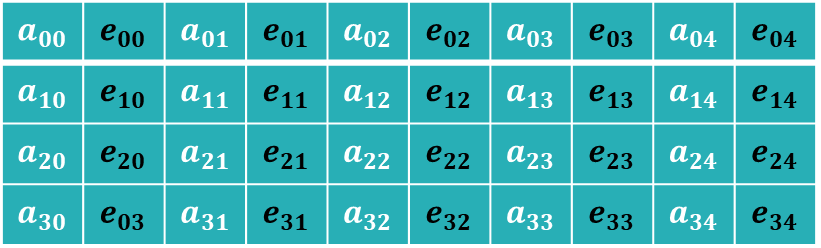 a00 e00 a01 e01 a02 e02 a03 e03 a04 e04
a10 e10 a11 e11 a12 e12 a13 e13 a14 e14
a20 e20 a21 e21 a22 e22 a23 e23 a24 e24
a30 e03 a31 e31 a32 e32 a33 e33 a34 e34